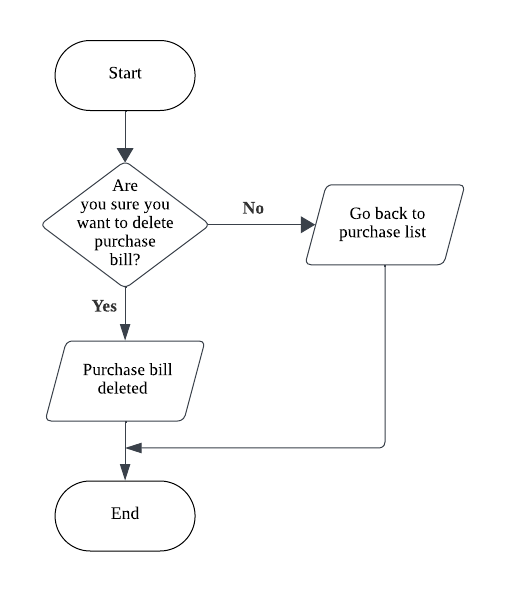 Start
Are
you sure you
want to delete
purchase
bill?
No
Go back to
purchase list
Yes
Purchase bill
deleted
End